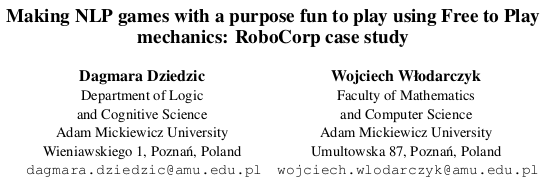 Making NLP games with a purpose fun to play using Free to Play
mechanics: RoboCorp case study
Dagmara Dziedzic
Department of Logic
and Cognitive Science
Adam Mickiewicz University
Wieniawskiego 1, Poznań, Poland
dagmara.dziedzic@amu.edu.pl
Wojciech Włodarczyk
Faculty of Mathematics
and Computer Science
Adam Mickiewicz University
Umultowska 87, Poznań, Poland
wojciech.wlodarczyk@amu.edu.pl